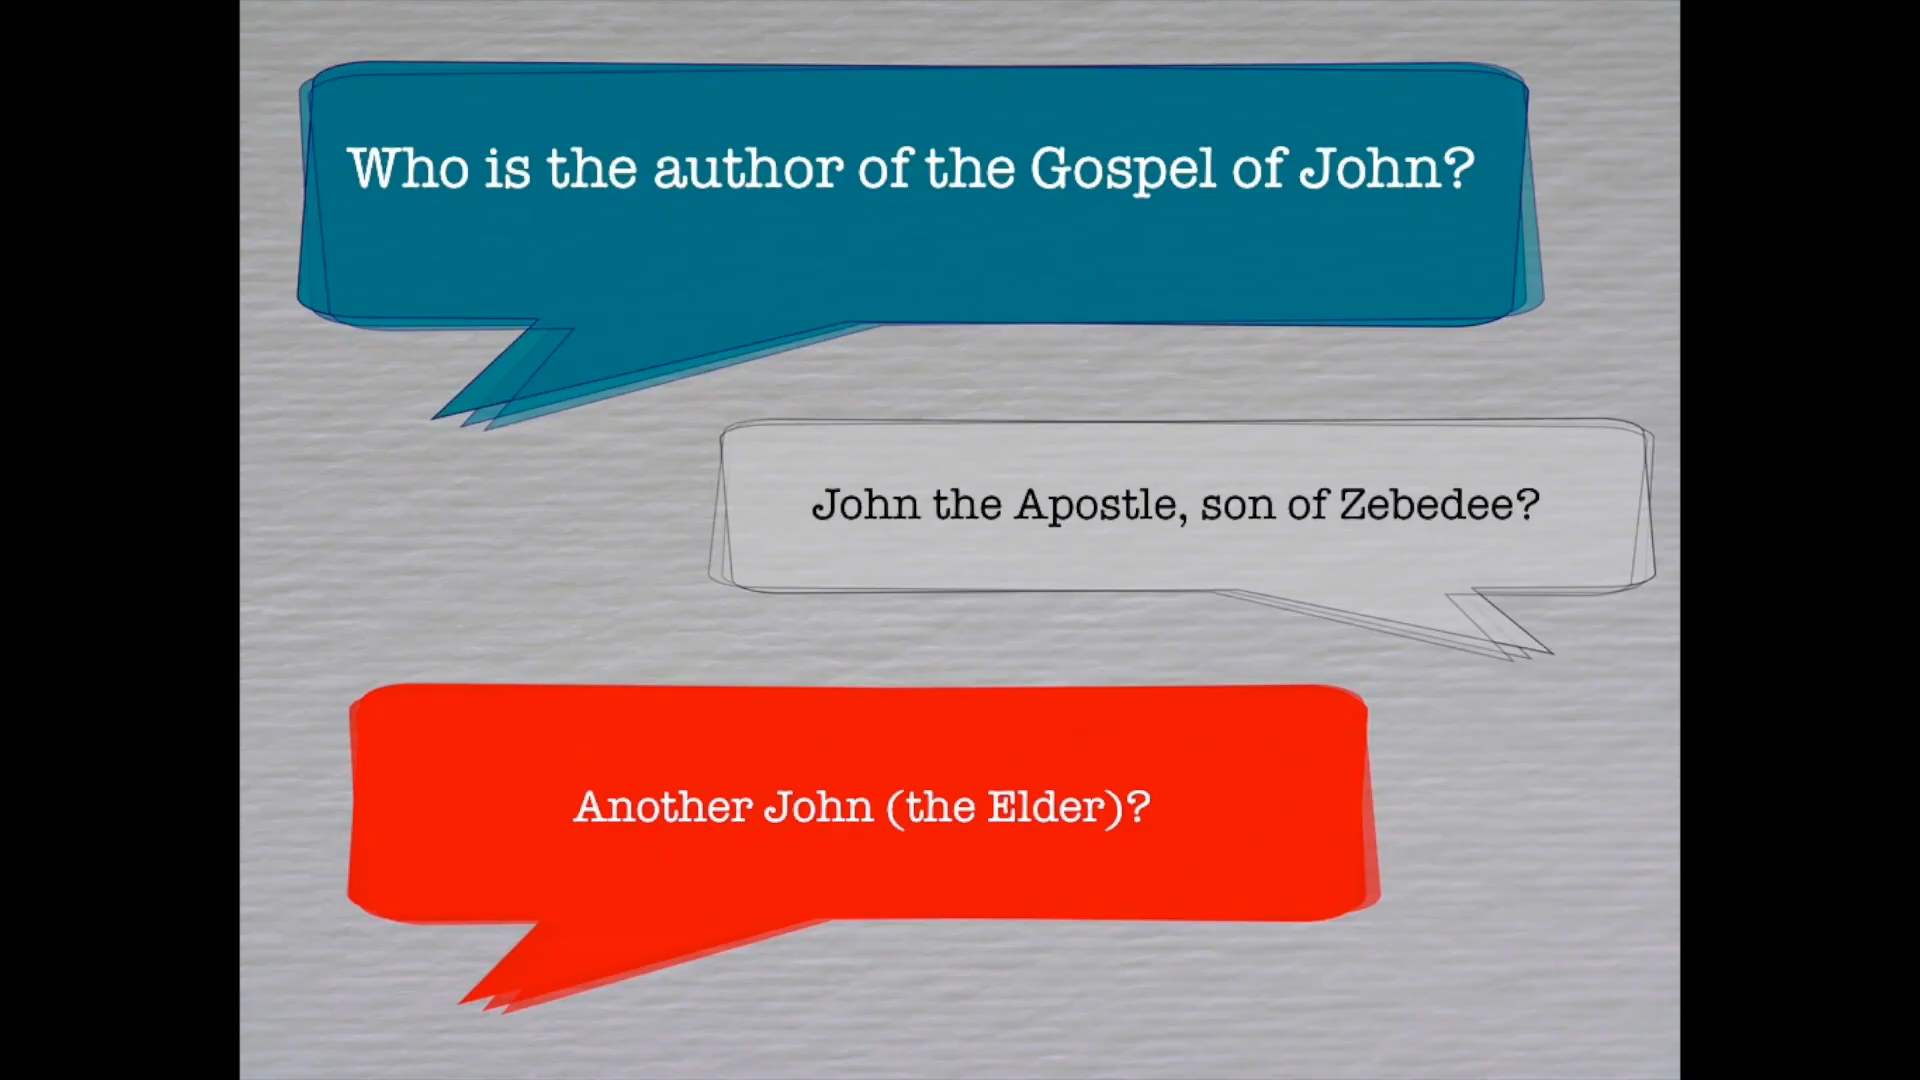 Who is the author of the Gospel of John?
John the Apostle, son of Zebedee?
Another John (the Elder)?